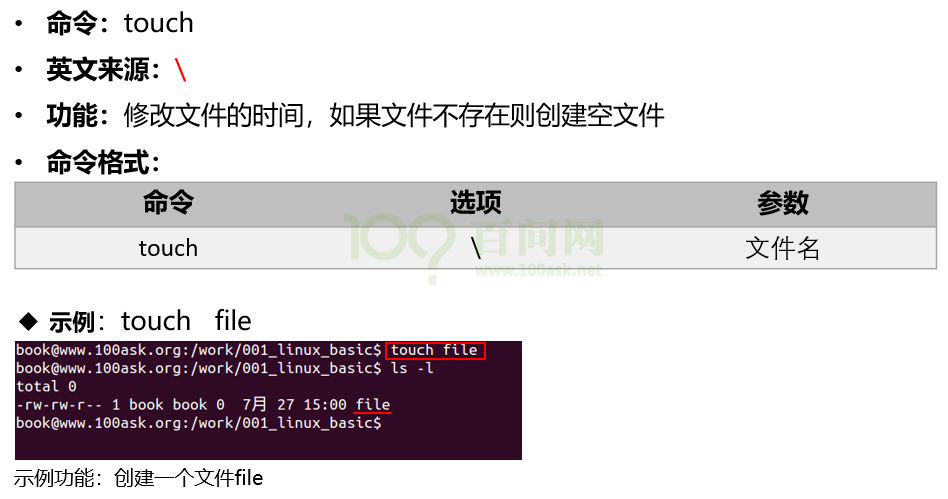 • 命令：touch
• 英文来源：\
• 功能：修改文件的时间，如果文件不存在则创建空文件
• 命令格式：
命令 选项 参数
touch \ 文件名
100? 百问网
www.100ask.net
◆ 示例：touch file
book@www.100ask.org:/work/001_linux_basic$ touch file
book@www.100ask.org:/work/001_linux_basic$ ls -l
total 0
-rw-rw-r-- 1 book book 0 7月 27 15:00 file
book@www.100ask.org:/work/001_linux_basic$
示例功能：创建一个文件file